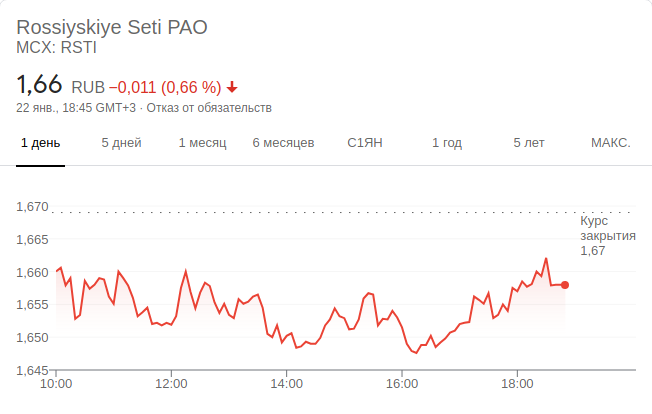 Rossiyskiye Seti PAO
MCX: RSTI
1,66 RUB −0,011 (0,66 %)
22 янв., 18:45 GMT+3 · Отказ от обязательств
1 день 5 дней 1 месяц 6 месяцев С1ЯН 1 год 5 лет МАКС.
1,670
Курс
закрытия
1,67
1,665
1,660
1,655
1,650
1,645
10:00 12:00 14:00 16:00 18:00